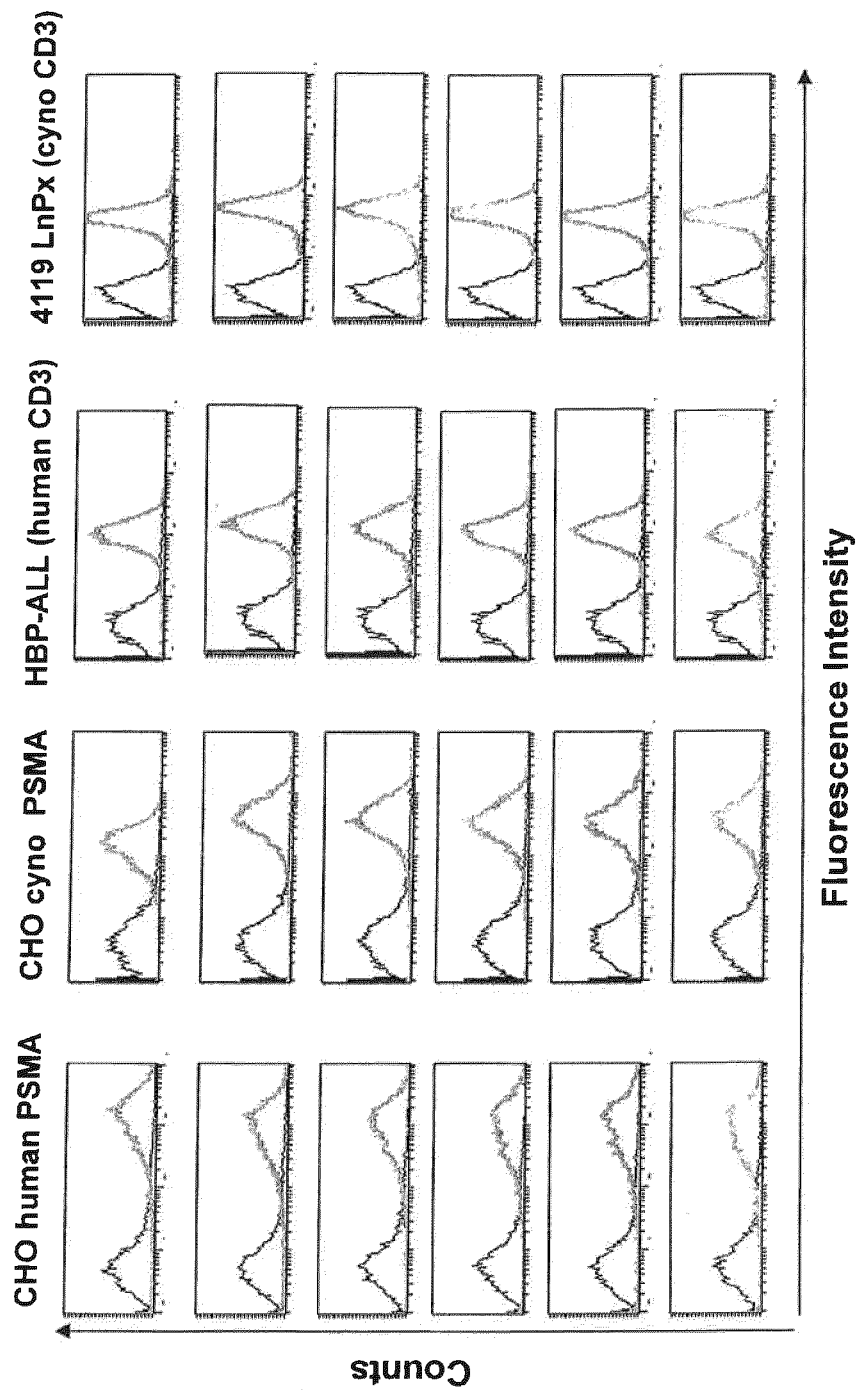 CHO human PSMA
CHO cyno PSMA
HBP-ALL (human CD3)
4119 LnPx (cyno CD3)
Counts
Fluorescence Intensity